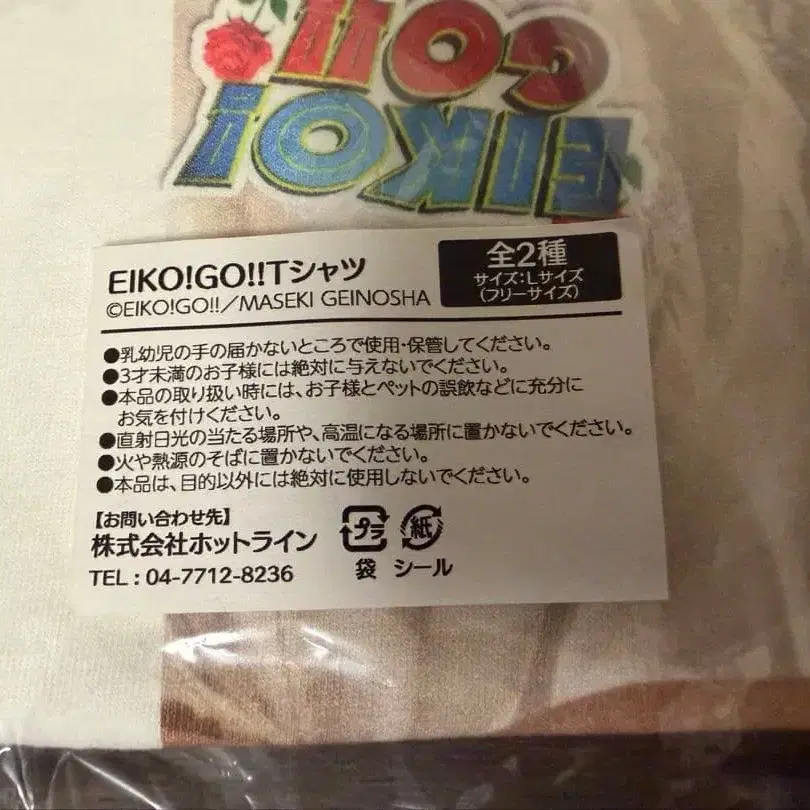 EIKO!
GO!!
EIKO!GO!!Tシャツ
©EIKO!GO!!／MASEKI GEINOSHA
全2種
サイズ：Lサイズ
（フリーサイズ）
●乳幼児の手の届かないところで使用・保管してください。
●3才未満のお子様には絶対に与えないでください。
●本品の取り扱い時には、お子様とペットの誤飲などに充分に
お気を付けください。
●直射日光の当たる場所や、高温になる場所に置かないでください。
●火や熱源のそばに置かないでください。
●本品は、目的以外には絶対に使用しないでください。
【お問い合わせ先】
株式会社ホットライン
TEL：04-7712-8236
プラ
袋
紙
シール